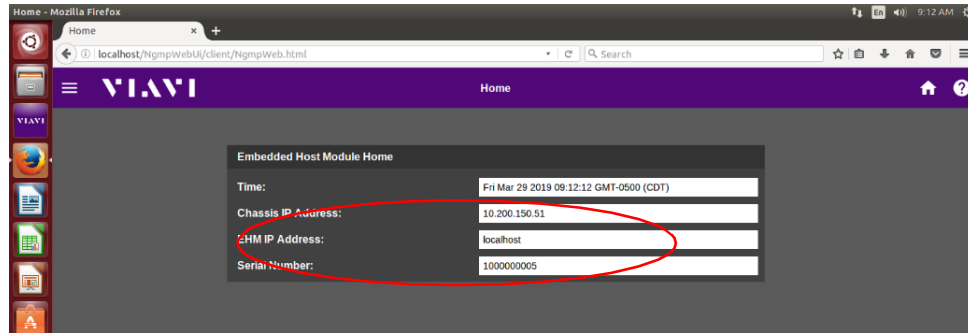 Home - Mozilla Firefox
En
9:12 AM
Home × +
localhost/NgmpWebUi/client/NgmpWeb.html
Search
VIAVI
Home
?
VIAVI
Embedded Host Module Home
Time: Fri Mar 29 2019 09:12:12 GMT-0500 (CDT)
Chassis IP Address: 10.200.150.51
EHM IP Address: localhost
Serial Number: 1000000005